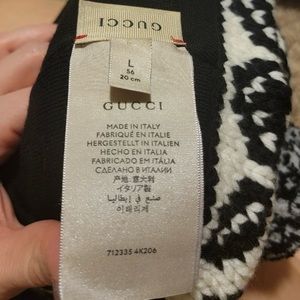 GUCCI
L
56
20 cm
GUCCI
MADE IN ITALY
FABRIQUÉ EN ITALIE
HERGESTELLT IN ITALIEN
HECHO EN ITALIA
FABRICADO EM ITÁLIA
СДЕЛАНО В ИТАЛИИ
产地:意大利
イタリア製
صنع في إيطاليا
이태리제
712335 4K206